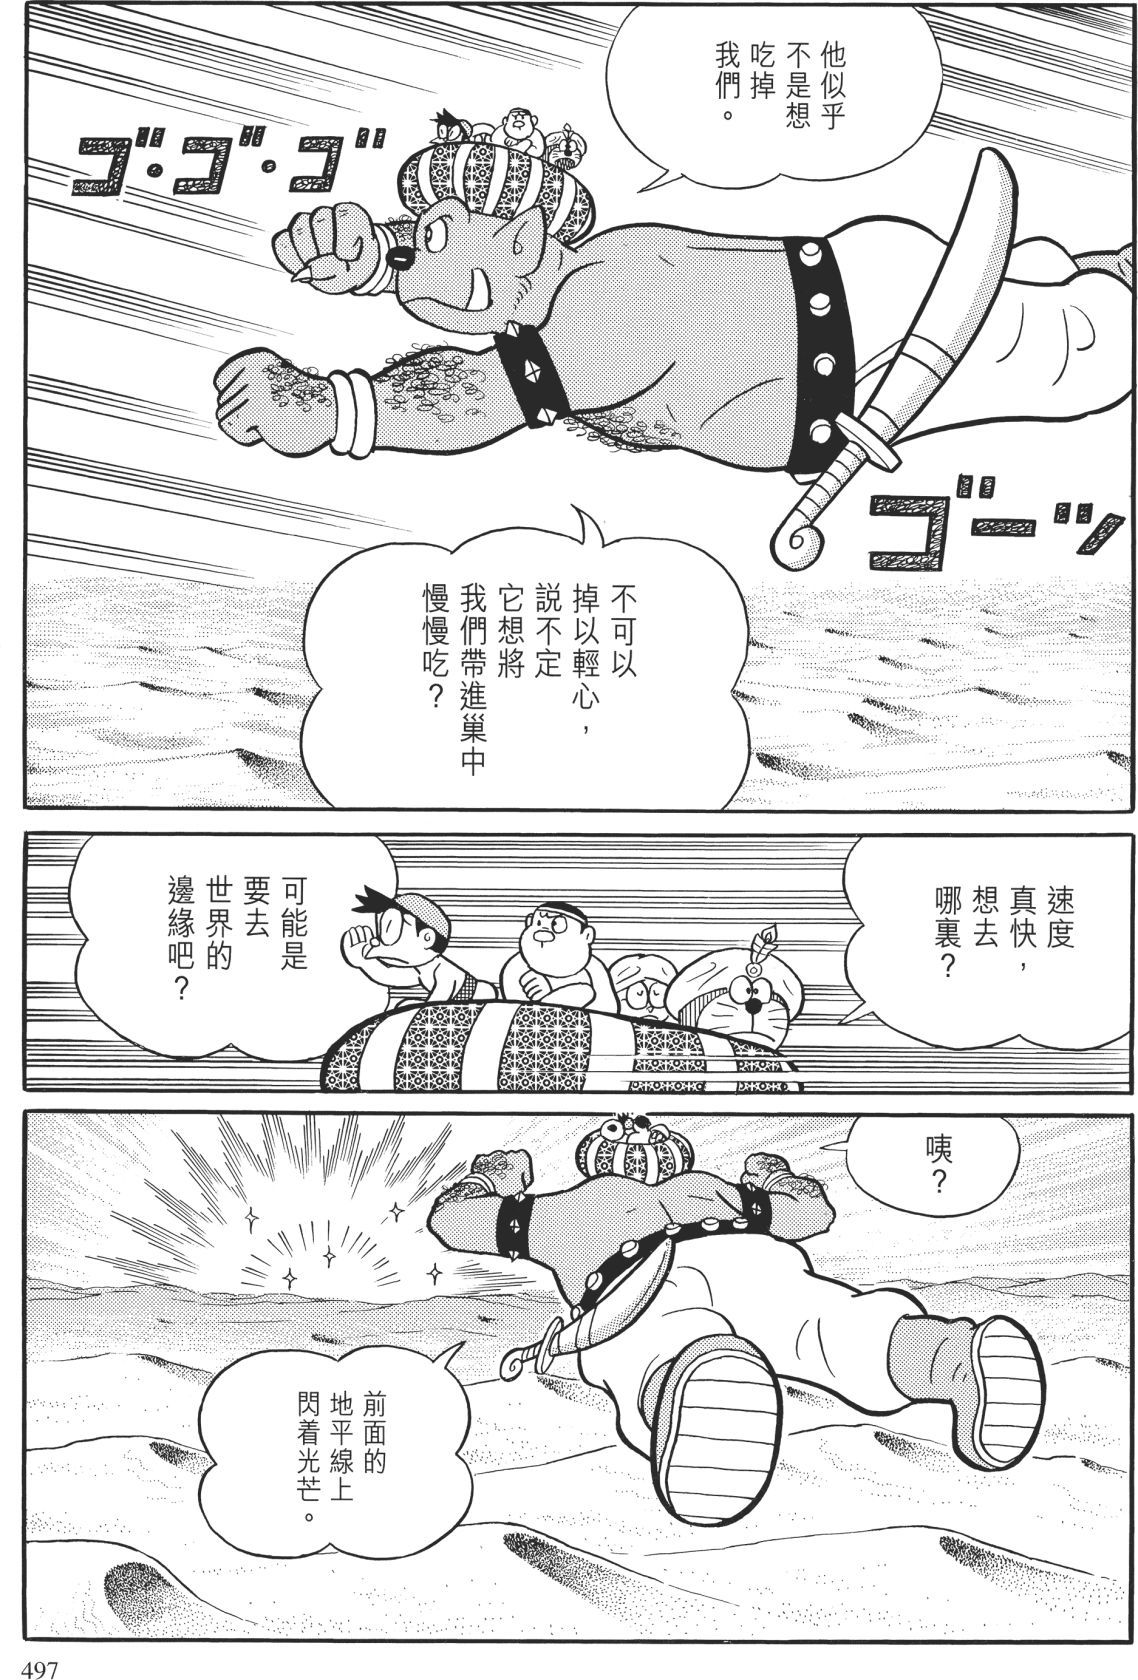 他似乎
不是想
吃掉
我們。
ゴ・ゴ・ゴ
ゴーッ
不可以
掉以輕心，
說不定
它想將
我們帶進巢中
慢慢吃？
速度
真快，
想去
哪裏？
可能是
要去
世界的
邊緣吧？
咦？
前面的
地平線上
閃着光芒。
497